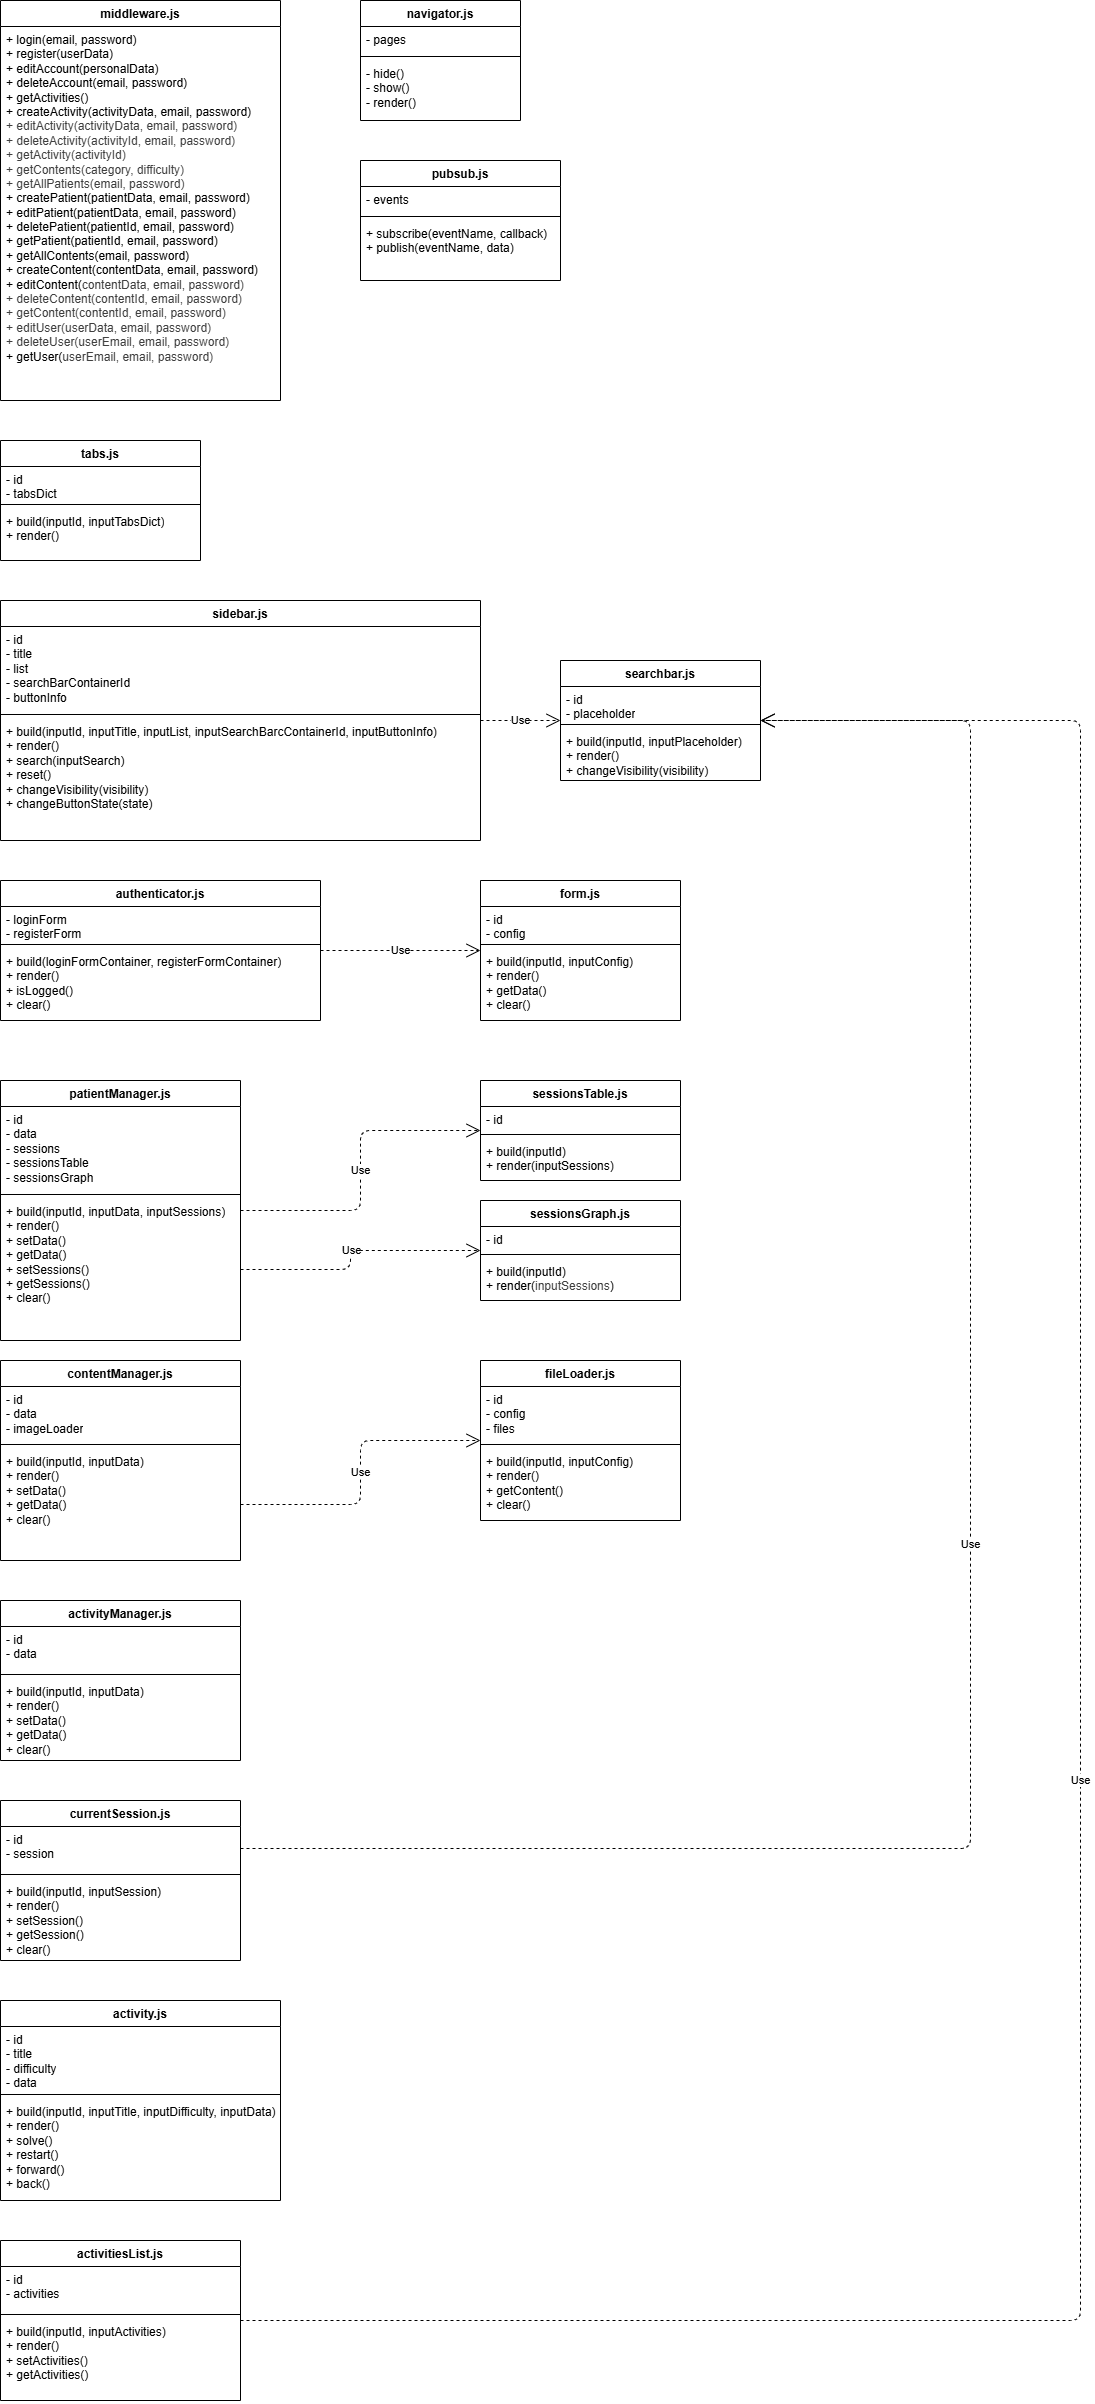 middleware.js
+ login(email, password)
+ register(userData)
+ editAccount(personalData)
+ deleteAccount(email, password)
+ getActivities()
+ createActivity(activityData, email, password)
+ editActivity(activityData, email, password)
+ deleteActivity(activityId, email, password)
+ getActivity(activityId)
+ getContents(category, difficulty)
+ getAllPatients(email, password)
+ createPatient(patientData, email, password)
+ editPatient(patientData, email, password)
+ deletePatient(patientId, email, password)
+ getPatient(patientId, email, password)
+ getAllContents(email, password)
+ createContent(contentData, email, password)
+ editContent(contentData, email, password)
+ deleteContent(contentId, email, password)
+ getContent(contentId, email, password)
+ editUser(userData, email, password)
+ deleteUser(userEmail, email, password)
+ getUser(userEmail, email, password)
navigator.js
- pages
- hide()
- show()
- render()
pubsub.js
- events
+ subscribe(eventName, callback)
+ publish(eventName, data)
tabs.js
- id
- tabsDict
+ build(inputId, inputTabsDict)
+ render()
sidebar.js
- id
- title
- list
- searchBarContainerId
- buttonInfo
+ build(inputId, inputTitle, inputList, inputSearchBarcContainerId, inputButtonInfo)
+ render()
+ search(inputSearch)
+ reset()
+ changeVisibility(visibility)
+ changeButtonState(state)
Use
searchbar.js
- id
- placeholder
+ build(inputId, inputPlaceholder)
+ render()
+ changeVisibility(visibility)
authenticator.js
- loginForm
- registerForm
+ build(loginFormContainer, registerFormContainer)
+ render()
+ isLogged()
+ clear()
Use
form.js
- id
- config
+ build(inputId, inputConfig)
+ render()
+ getData()
+ clear()
patientManager.js
- id
- data
- sessions
- sessionsTable
- sessionsGraph
+ build(inputId, inputData, inputSessions)
+ render()
+ setData()
+ getData()
+ setSessions()
+ getSessions()
+ clear()
Use
Use
sessionsTable.js
- id
+ build(inputId)
+ render(inputSessions)
sessionsGraph.js
- id
+ build(inputId)
+ render(inputSessions)
contentManager.js
- id
- data
- imageLoader
+ build(inputId, inputData)
+ render()
+ setData()
+ getData()
+ clear()
Use
fileLoader.js
- id
- config
- files
+ build(inputId, inputConfig)
+ render()
+ getContent()
+ clear()
Use
activityManager.js
- id
- data
+ build(inputId, inputData)
+ render()
+ setData()
+ getData()
+ clear()
Use
currentSession.js
- id
- session
+ build(inputId, inputSession)
+ render()
+ setSession()
+ getSession()
+ clear()
activity.js
- id
- title
- difficulty
- data
+ build(inputId, inputTitle, inputDifficulty, inputData)
+ render()
+ solve()
+ restart()
+ forward()
+ back()
activitiesList.js
- id
- activities
+ build(inputId, inputActivities)
+ render()
+ setActivities()
+ getActivities()